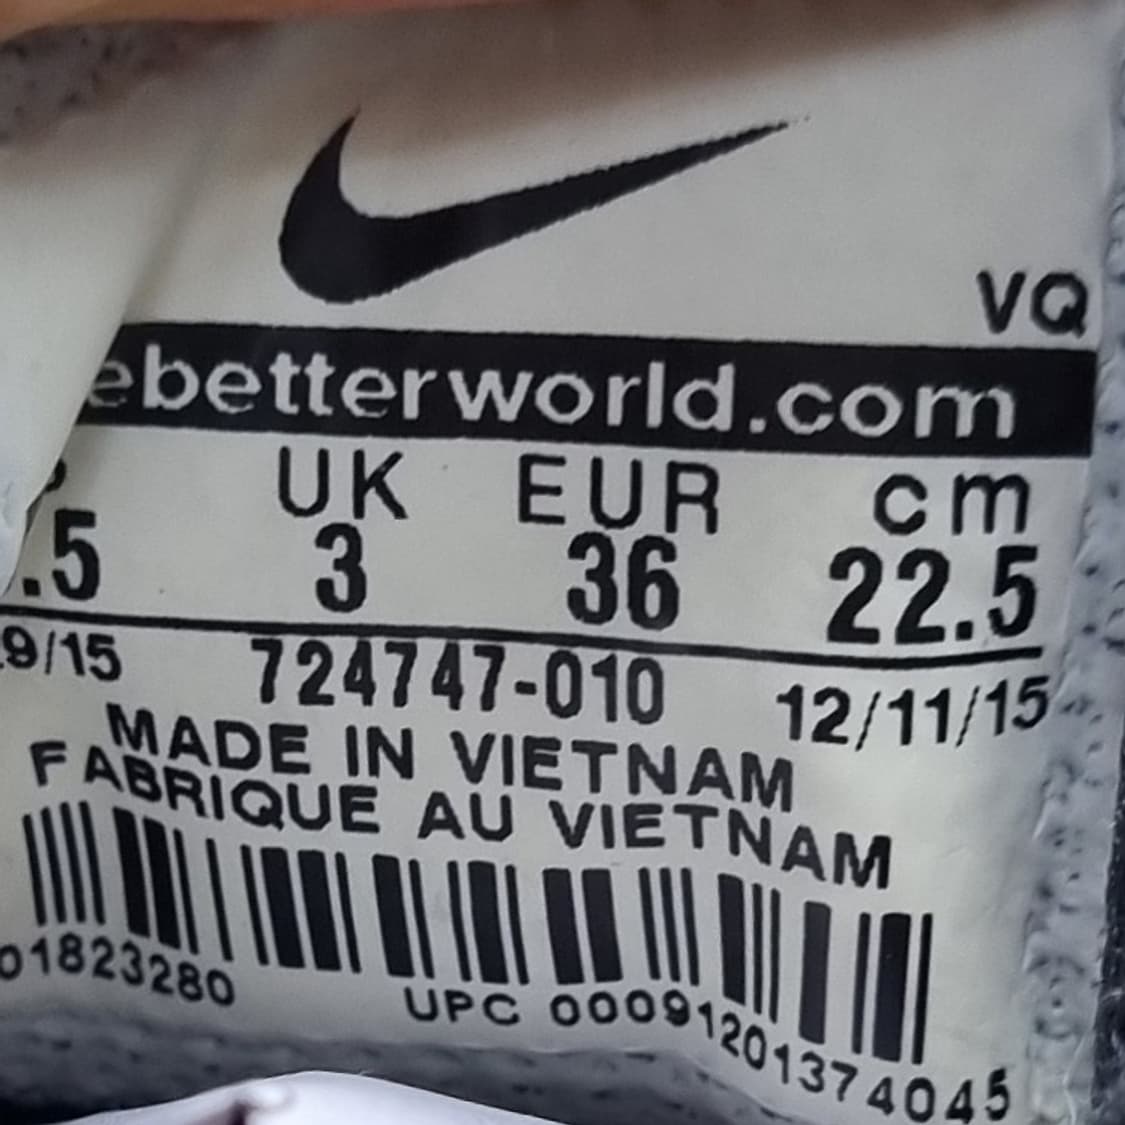 VQ
ebetterworld.com
UK EUR cm
.5 3 36 22.5
9/15 724747-010 12/11/15
MADE IN VIETNAM
FABRIQUE AU VIETNAM
01823280 UPC 00091201374045